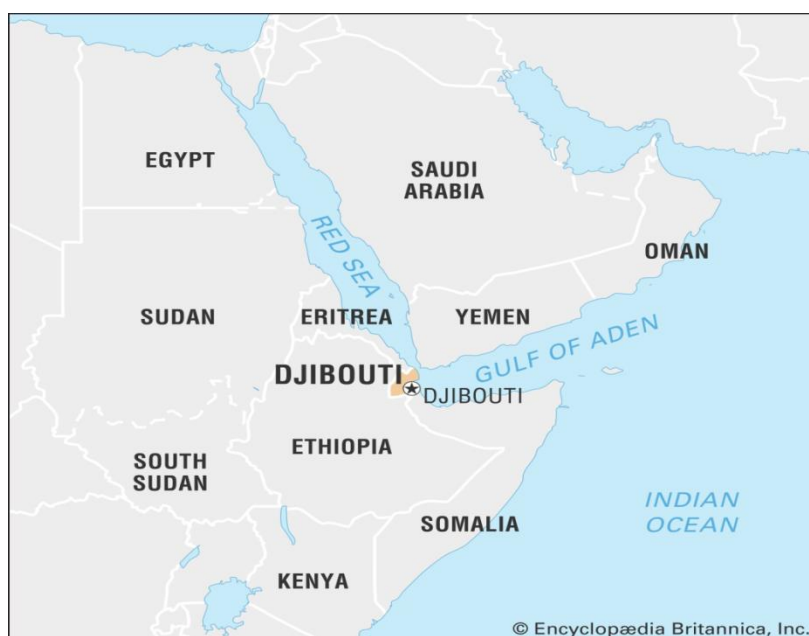 EGYPT
SAUDI
ARABIA
RED SEA
OMAN
SUDAN
ERITREA
YEMEN
GULF OF ADEN
DJIBOUTI
DJIBOUTI
ETHIOPIA
SOUTH
SUDAN
INDIAN
OCEAN
SOMALIA
KENYA
© Encyclopædia Britannica, Inc.